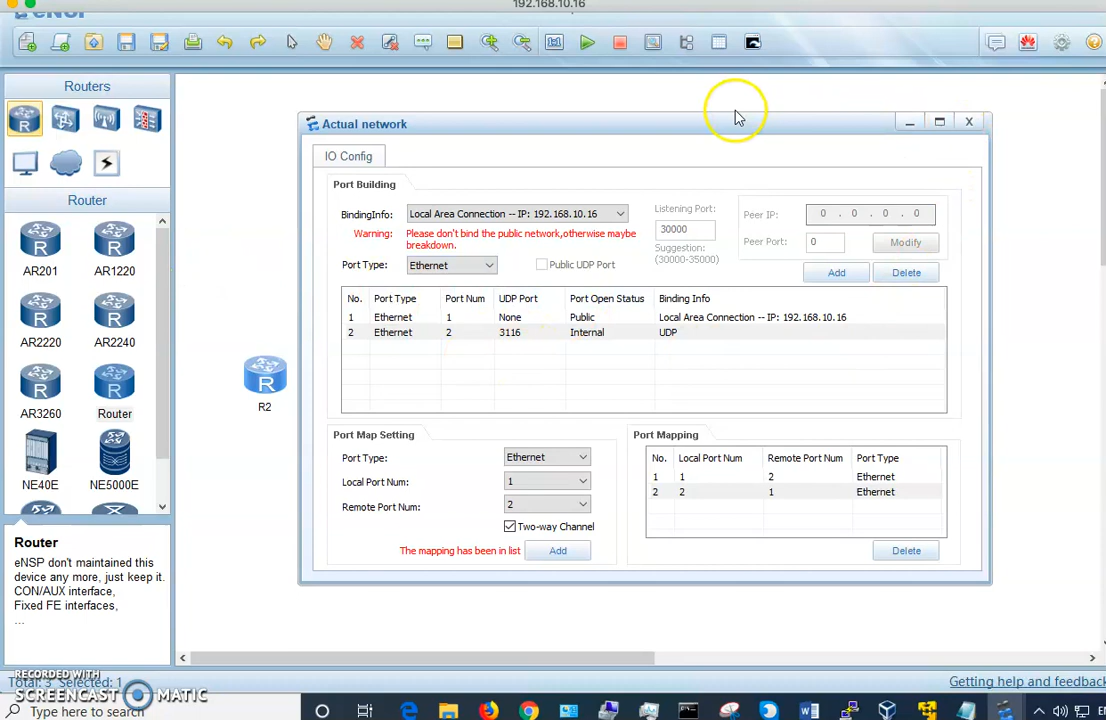 192.168.10.16
eNSP
Routers
Router
AR201
AR1220
AR2220
AR2240
AR3260
Router
NE40E
NE5000E
Router
eNSP don't maintained this
device any more, just keep it.
CON/AUX interface,
Fixed FE interfaces,
...
R
R2
Actual network
IO Config
Port Building
BindingInfo: Local Area Connection -- IP: 192.168.10.16
Warning: Please don't bind the public network,otherwise maybe
breakdown.
Port Type: Ethernet Public UDP Port
Listening Port:
30000
Suggestion:
(30000-35000)
Peer IP: 0 . 0 . 0 . 0
Peer Port: 0 Modify
Add Delete
No. Port Type Port Num UDP Port Port Open Status Binding Info
1 Ethernet 1 None Public Local Area Connection -- IP: 192.168.10.16
2 Ethernet 2 3116 Internal UDP
Port Map Setting
Port Type: Ethernet
Local Port Num: 1
Remote Port Num: 2
Two-way Channel
The mapping has been in list Add
Port Mapping
No. Local Port Num Remote Port Num Port Type
1 1 2 Ethernet
2 2 1 Ethernet
Delete
Total: 3 Selected: 1
Getting help and feedback
RECORDED WITH
SCREENCAST MATIC
Type here to search